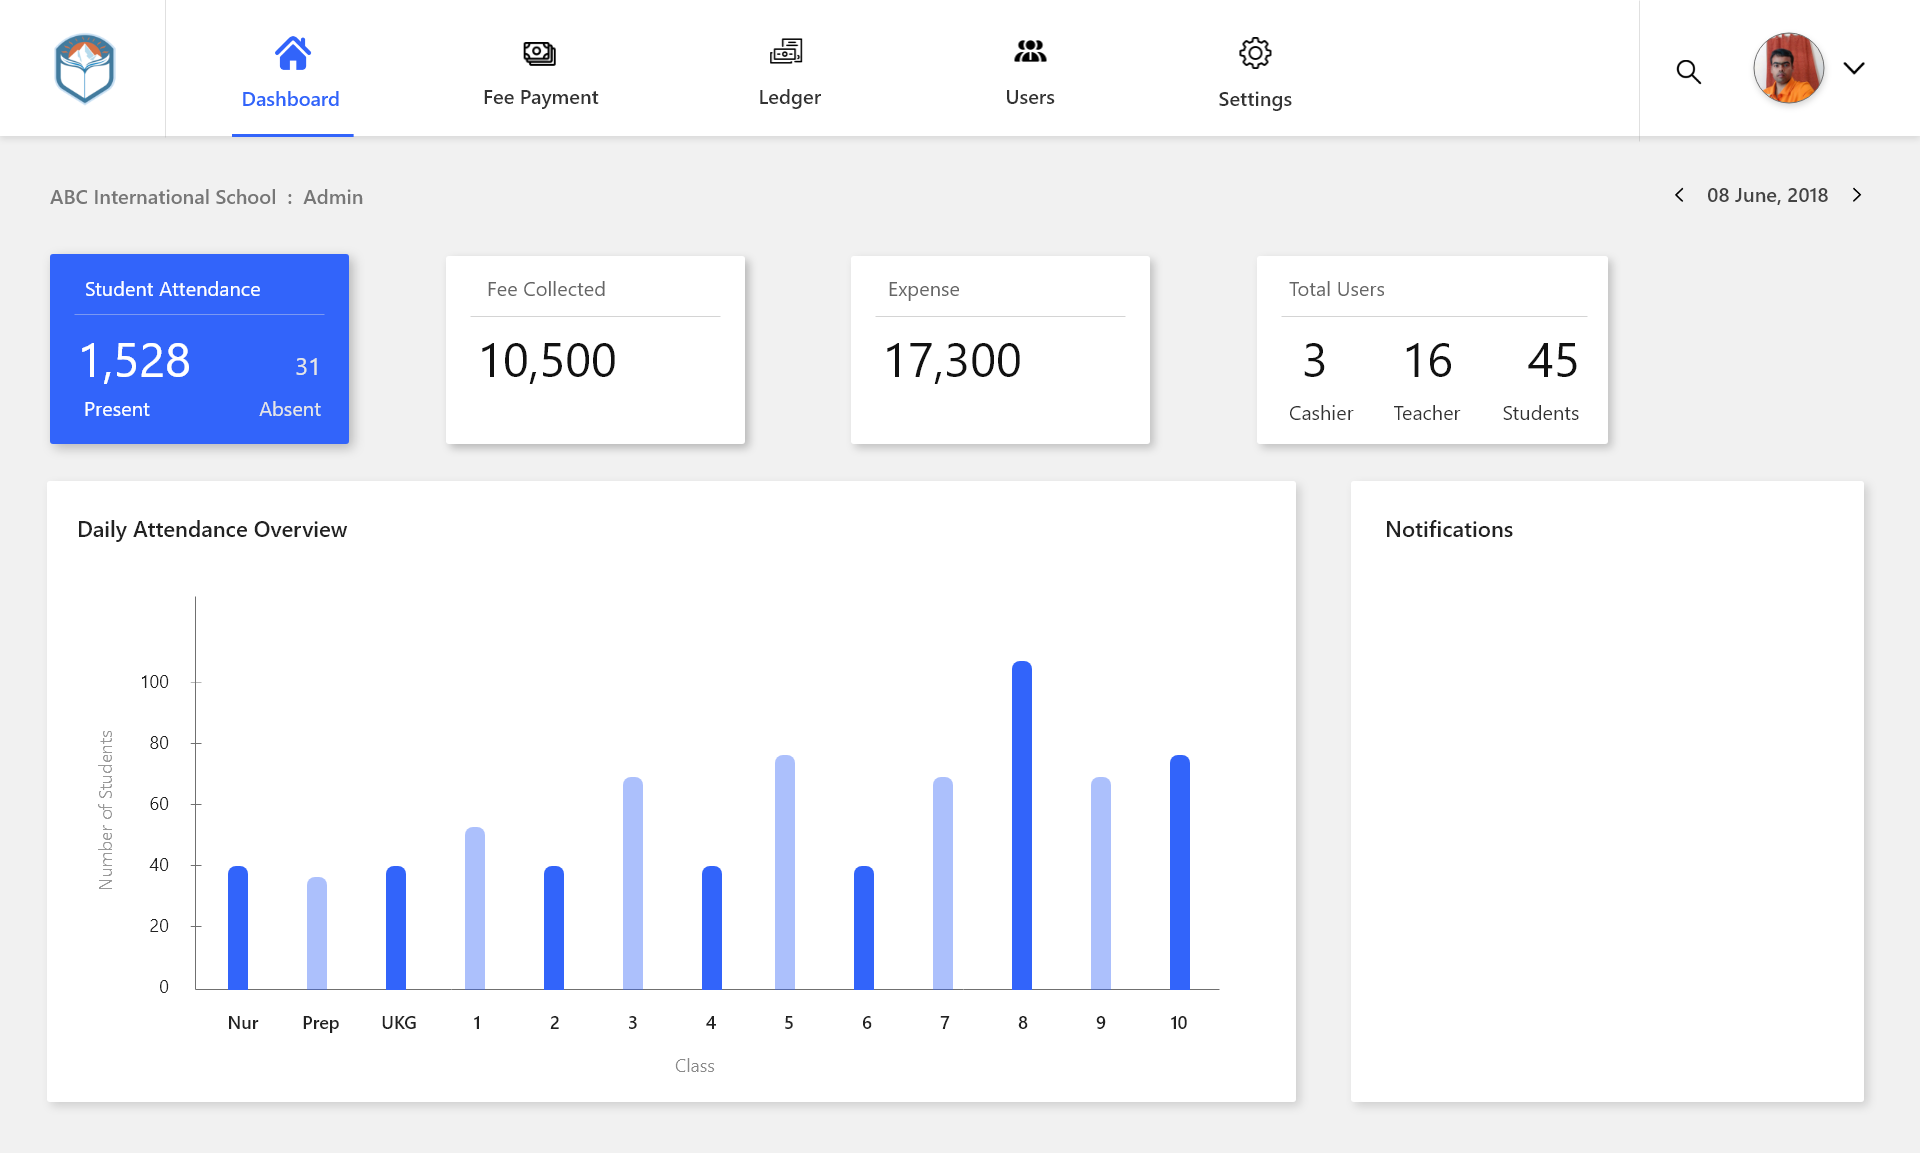 Dashboard
Fee Payment
Ledger
Users
Settings
ABC International School : Admin
08 June, 2018
Student Attendance
1,528
31
Present
Absent
Fee Collected
10,500
Expense
17,300
Total Users
3
16
45
Cashier
Teacher
Students
Daily Attendance Overview
Number of Students
100
80
60
40
20
0
Nur
Prep
UKG
1
2
3
4
5
6
7
8
9
10
Class
Notifications